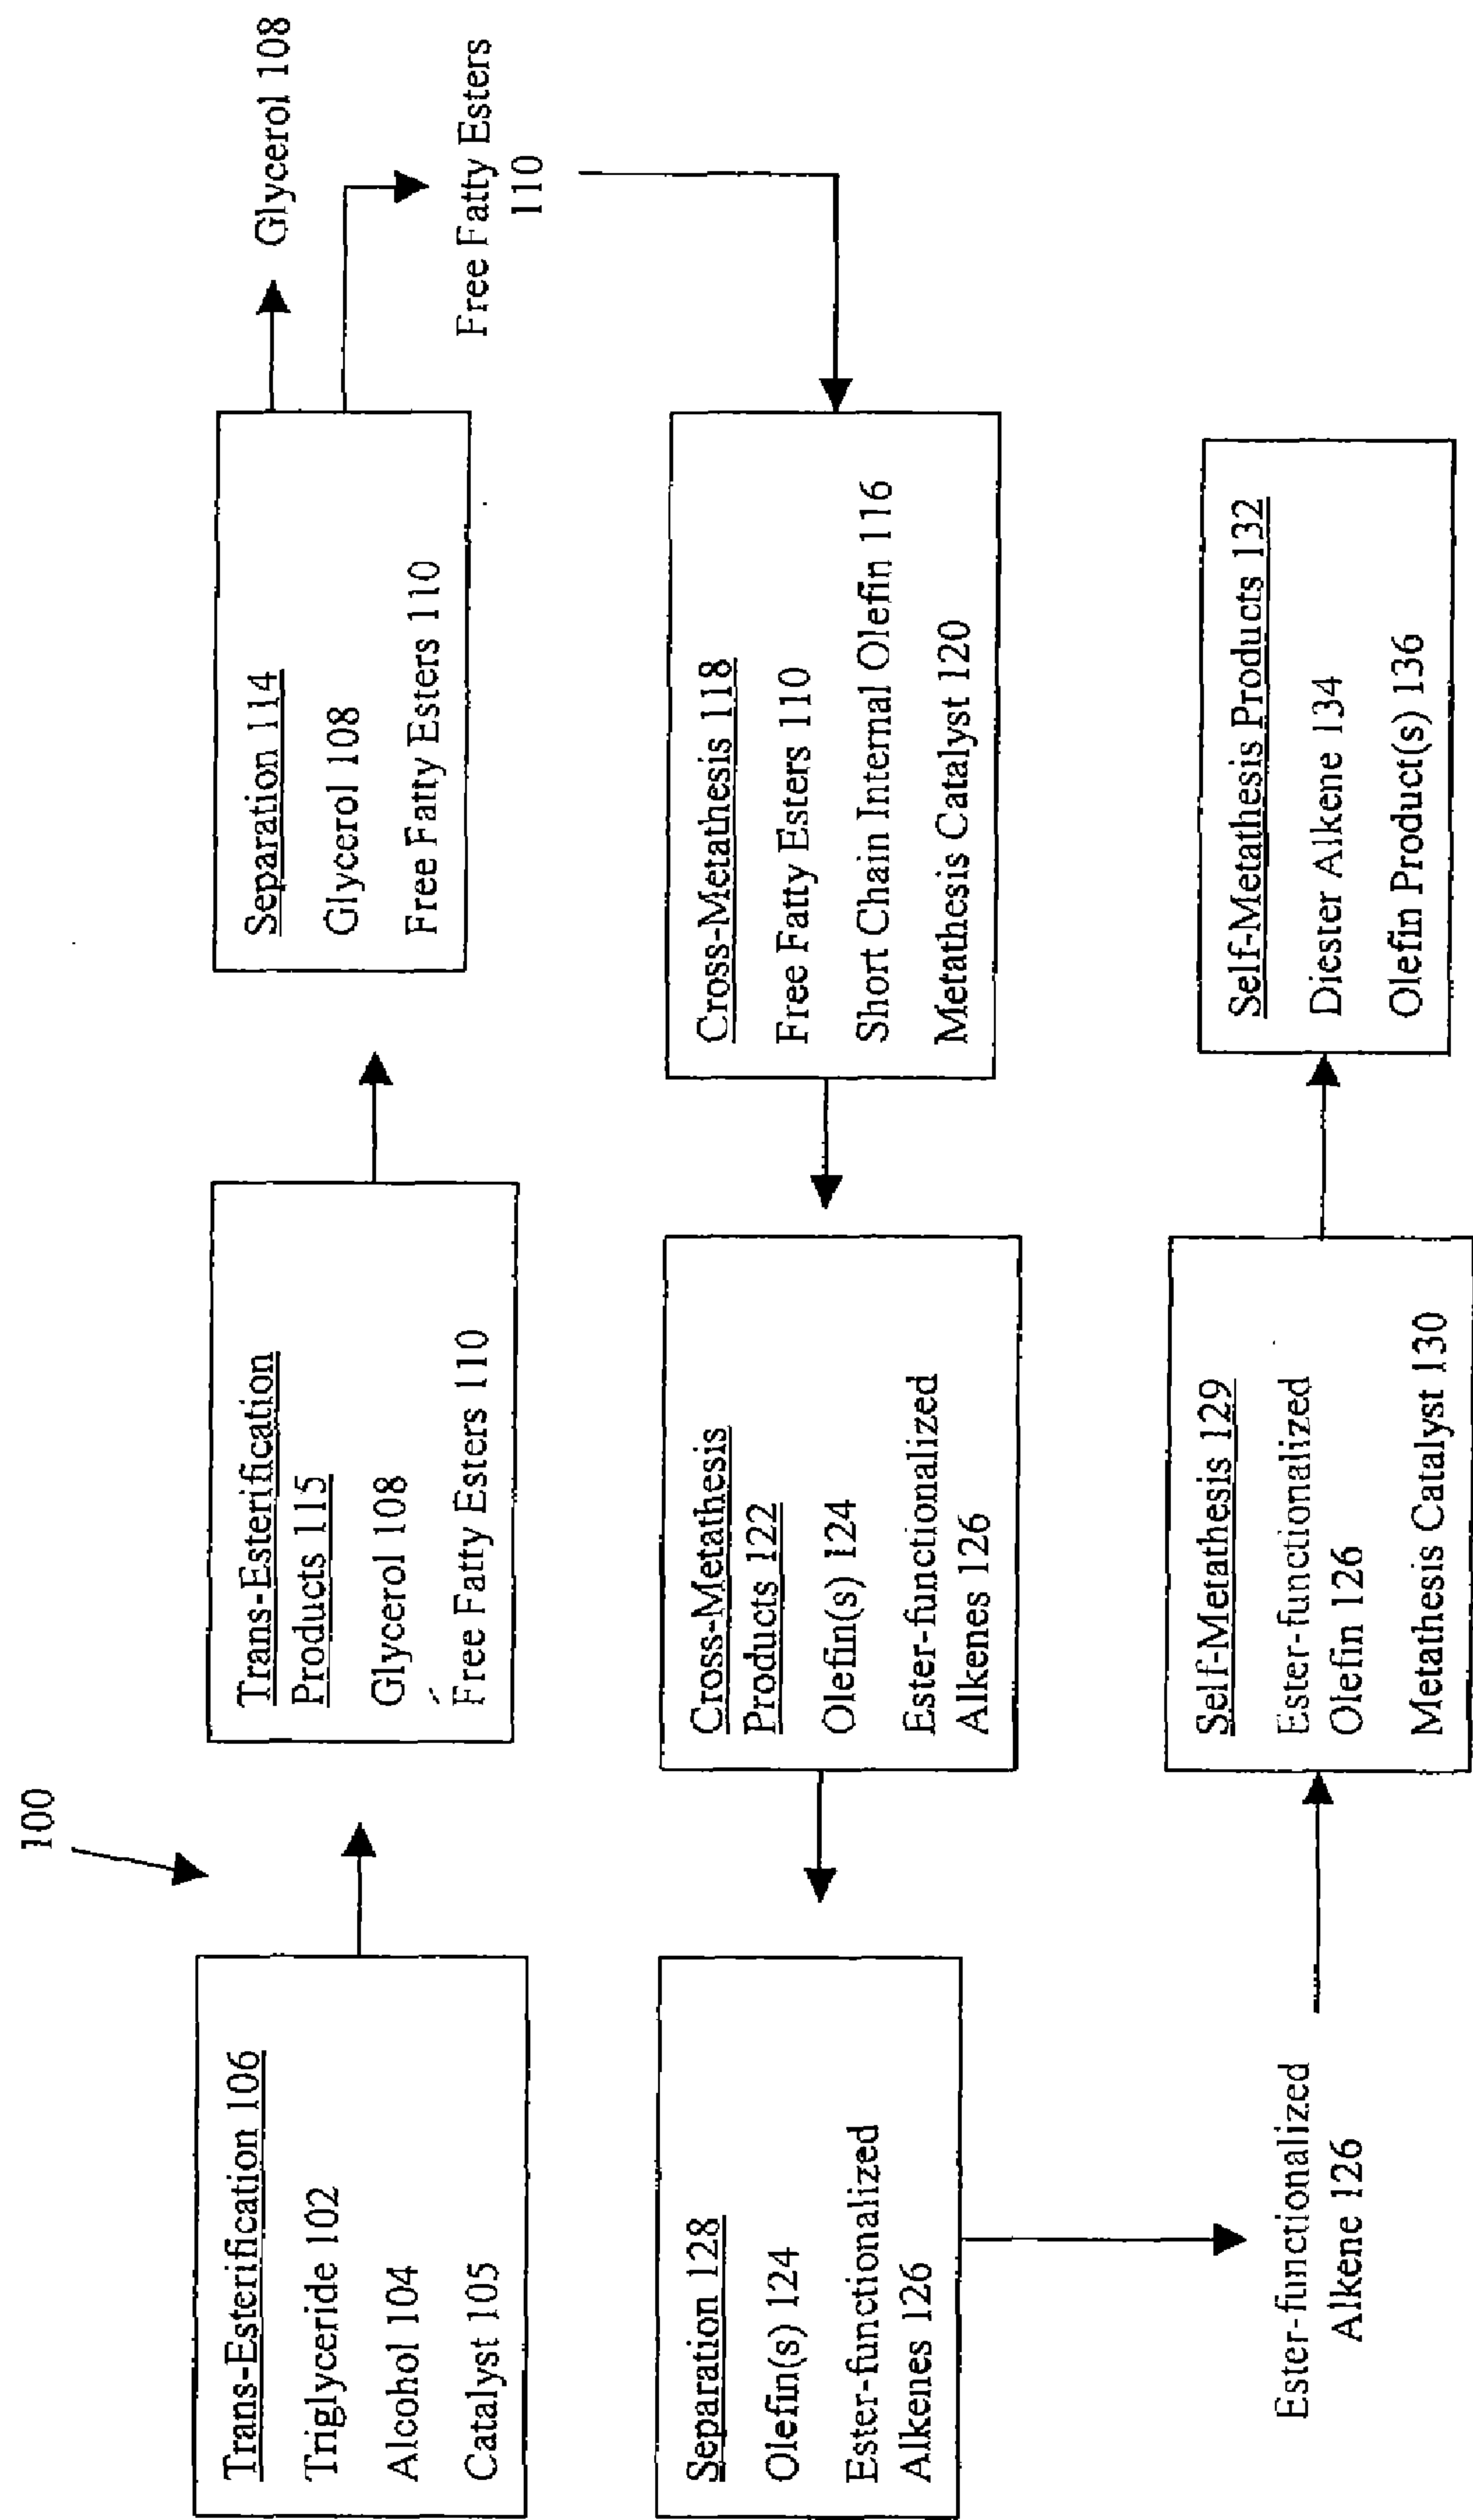 100
Trans-Esterification 106
Triglyceride 102
Alcohol 104
Catalyst 105
Trans-Esterification
Products 115
Glycerol 108
Free Fatty Esters 110
Separation 114
Glycerol 108
Free Fatty Esters 110
Glycerol 108
Free Fatty Esters
110
Cross-Metathesis 118
Free Fatty Esters 110
Short Chain Internal Olefin 116
Metathesis Catalyst 120
Cross-Metathesis
Products 122
Olefin(s) 124
Ester-functionalized
Alkenes 126
Separation 128
Olefin(s) 124
Ester-functionalized
Alkenes 126
Ester-functionalized
Alkene 126
Self-Metathesis 129
Ester-functionalized
Olefin 126
Metathesis Catalyst 130
Self-Metathesis Products 132
Diester Alkene 134
Olefin Product(s) 136